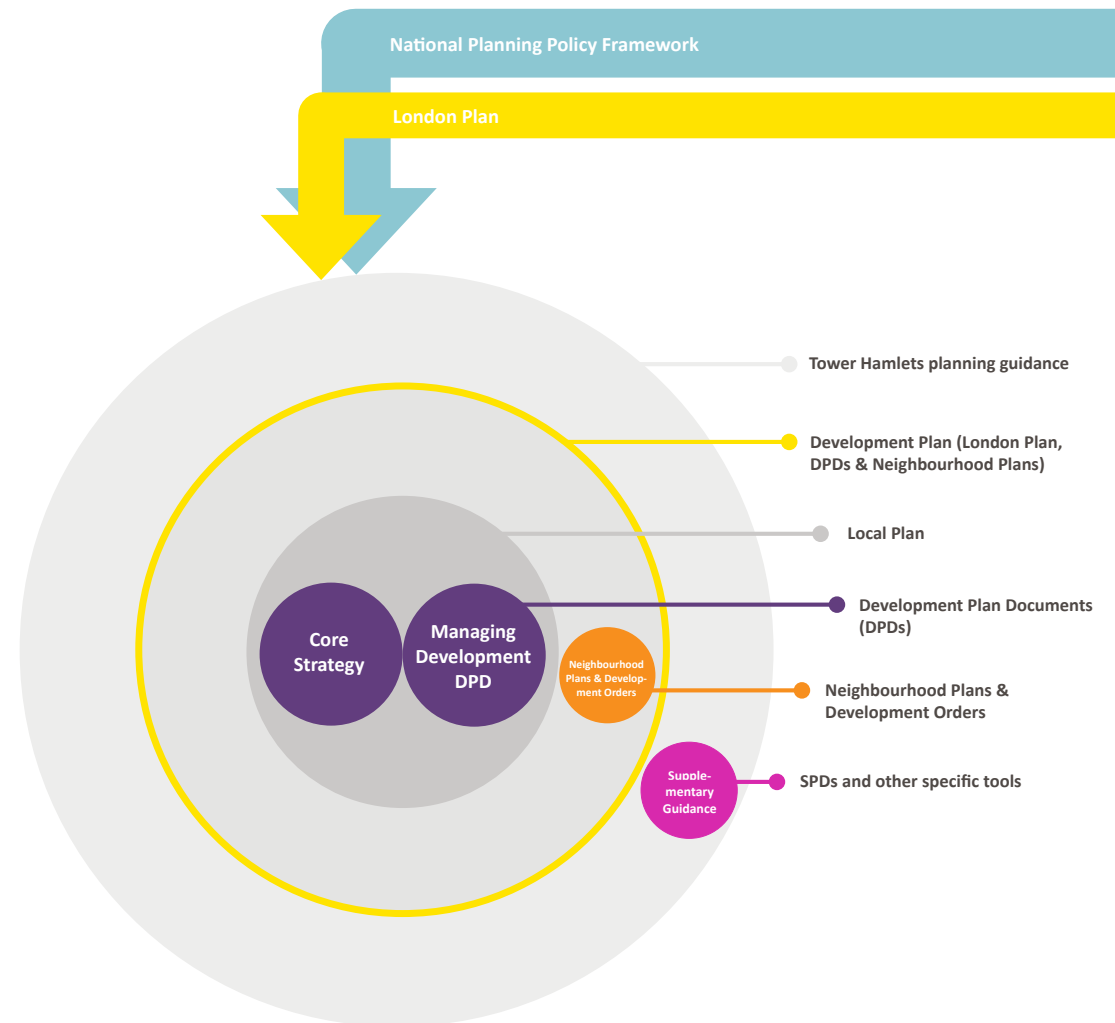 National Planning Policy Framework
London Plan
Tower Hamlets planning guidance
Development Plan (London Plan,
DPDs & Neighbourhood Plans)
Local Plan
Development Plan Documents
(DPDs)
Core
Strategy
Managing
Development
DPD
Neighbourhood
Plans & Develop-
ment Orders
Neighbourhood Plans &
Development Orders
Supple-
mentary
Guidance
SPDs and other specific tools